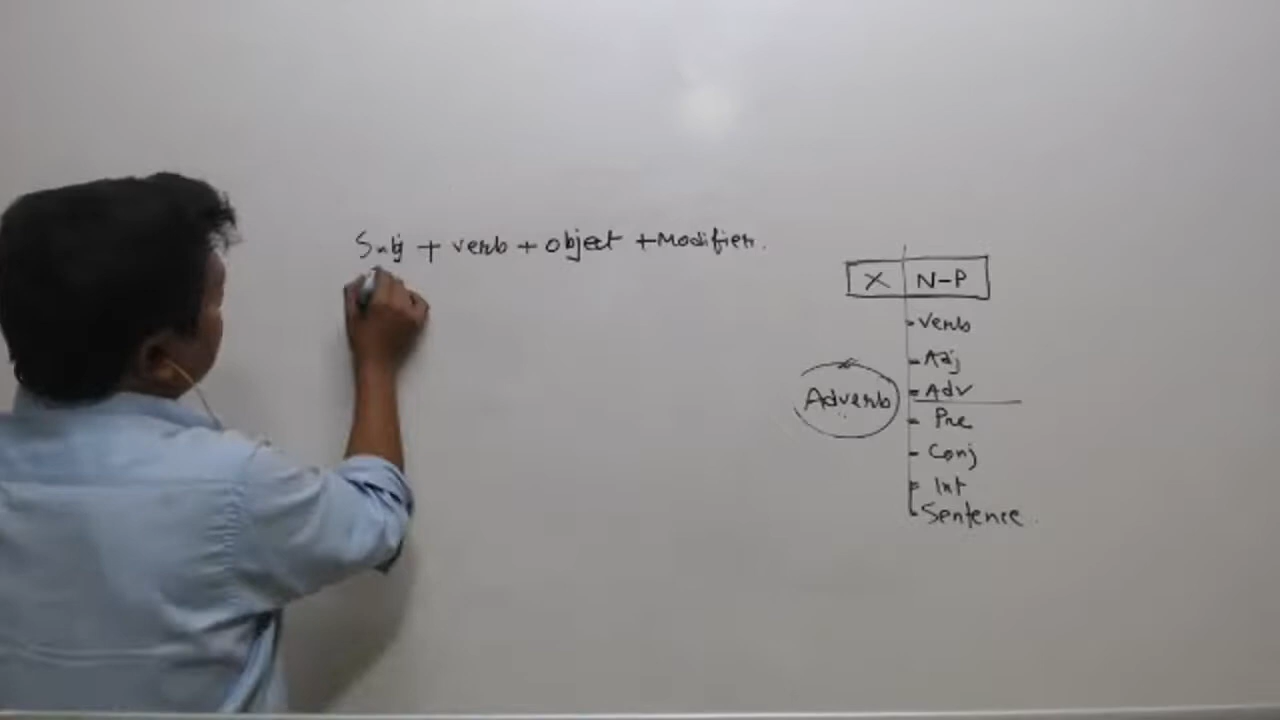 Subj + verb + object + Modifier.
X N-P
Verb
Adj
Adv
Adverb
Pre
Conj
Int
Sentence.